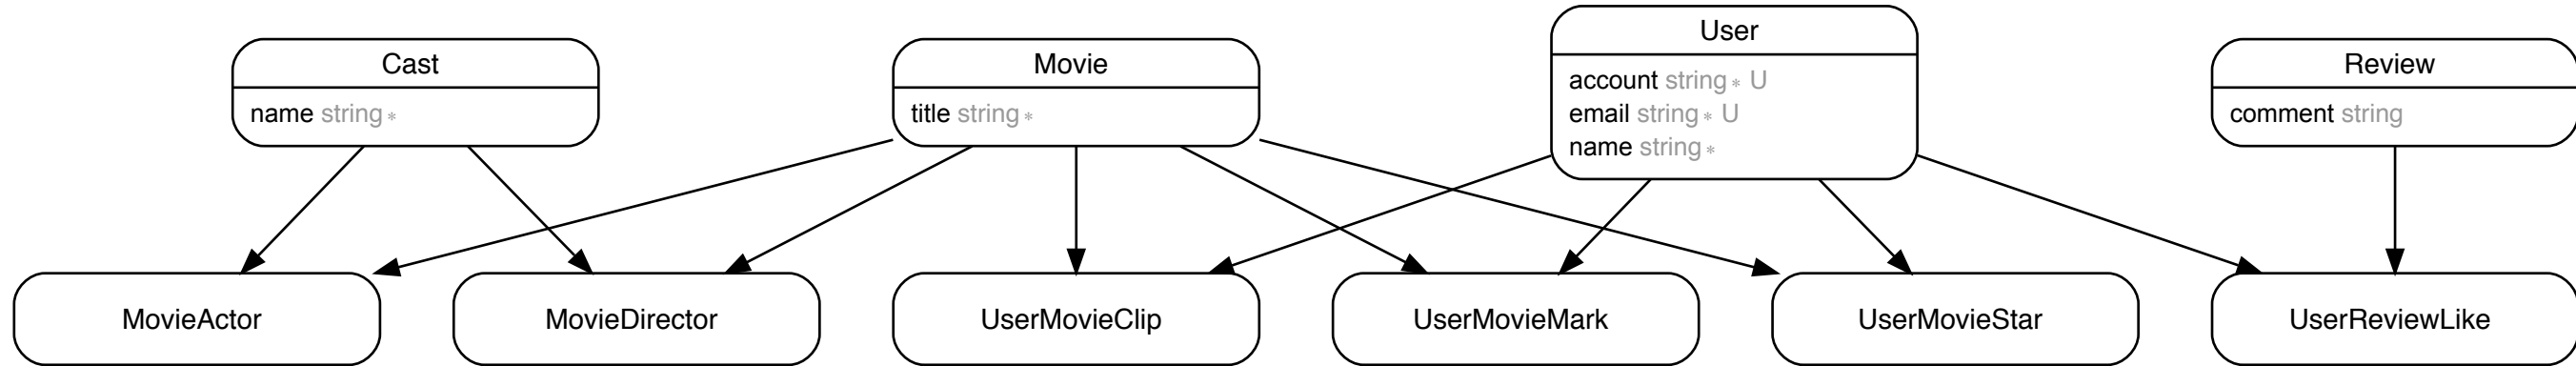 Cast
name string *
Movie
title string *
User
account string * U
email string * U
name string *
Review
comment string
MovieActor
MovieDirector
UserMovieClip
UserMovieMark
UserMovieStar
UserReviewLike